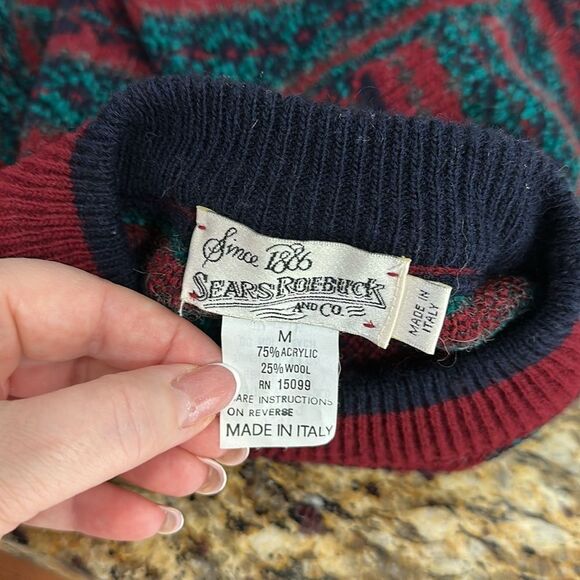 Since 1886
SEARS ROEBUCK
AND CO.
MADE IN
ITALY
M
75% ACRYLIC
25% WOOL
RN 15099
ARE INSTRUCTIONS
ON REVERSE
MADE IN ITALY